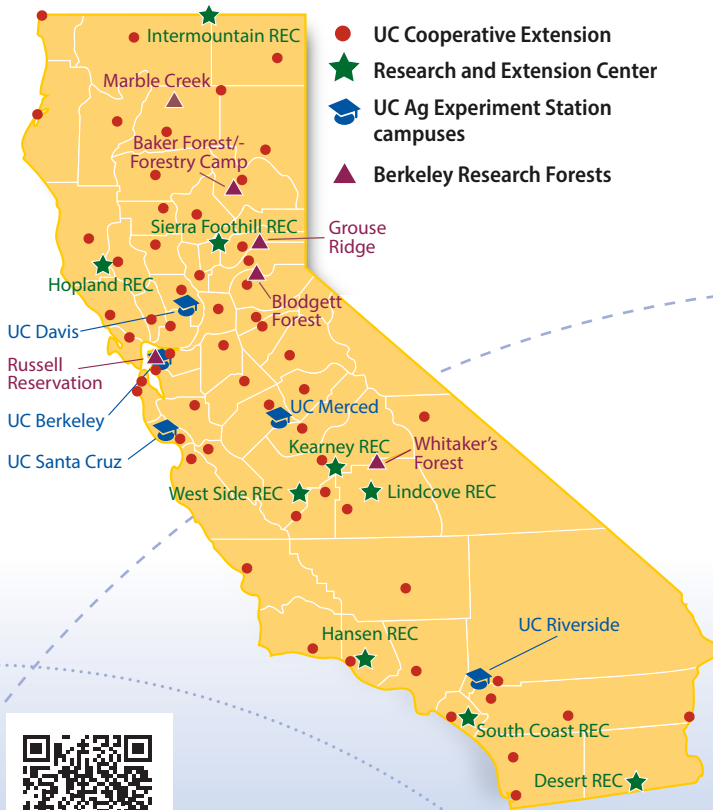 Intermountain REC
UC Cooperative Extension
Research and Extension Center
UC Ag Experiment Station
campuses
Berkeley Research Forests
Marble Creek
Baker Forest/-
Forestry Camp
Sierra Foothill REC
Grouse
Ridge
Hopland REC
Blodgett
Forest
UC Davis
Russell
Reservation
UC Berkeley
UC Merced
UC Santa Cruz
Kearney REC
Whitaker's
Forest
West Side REC
Lindcove REC
Hansen REC
UC Riverside
South Coast REC
Desert REC